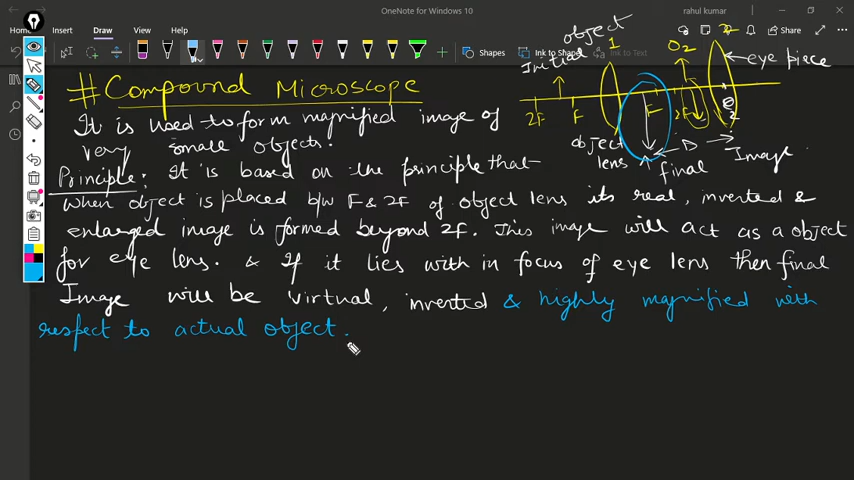 OneNote for Windows 10
rahul kumar
Home
Insert
Draw
View
Help
Share
Shapes
Ink to Shape
Ink to Text
# Compound Microscope
It is used to form magnified image of
very small objects.
Principle: It is based on the principle that
when object is placed b/w F & 2F of object lens its real, inverted &
enlarged image is formed beyond 2F. This image will act as a object
for eye lens. & If it lies with in focus of eye lens then final
Image will be virtual, inverted & highly magnified with
respect to actual object.
Initial object
1
O2
2
eye piece
2F
F
F
2F
object lens
D
final Image